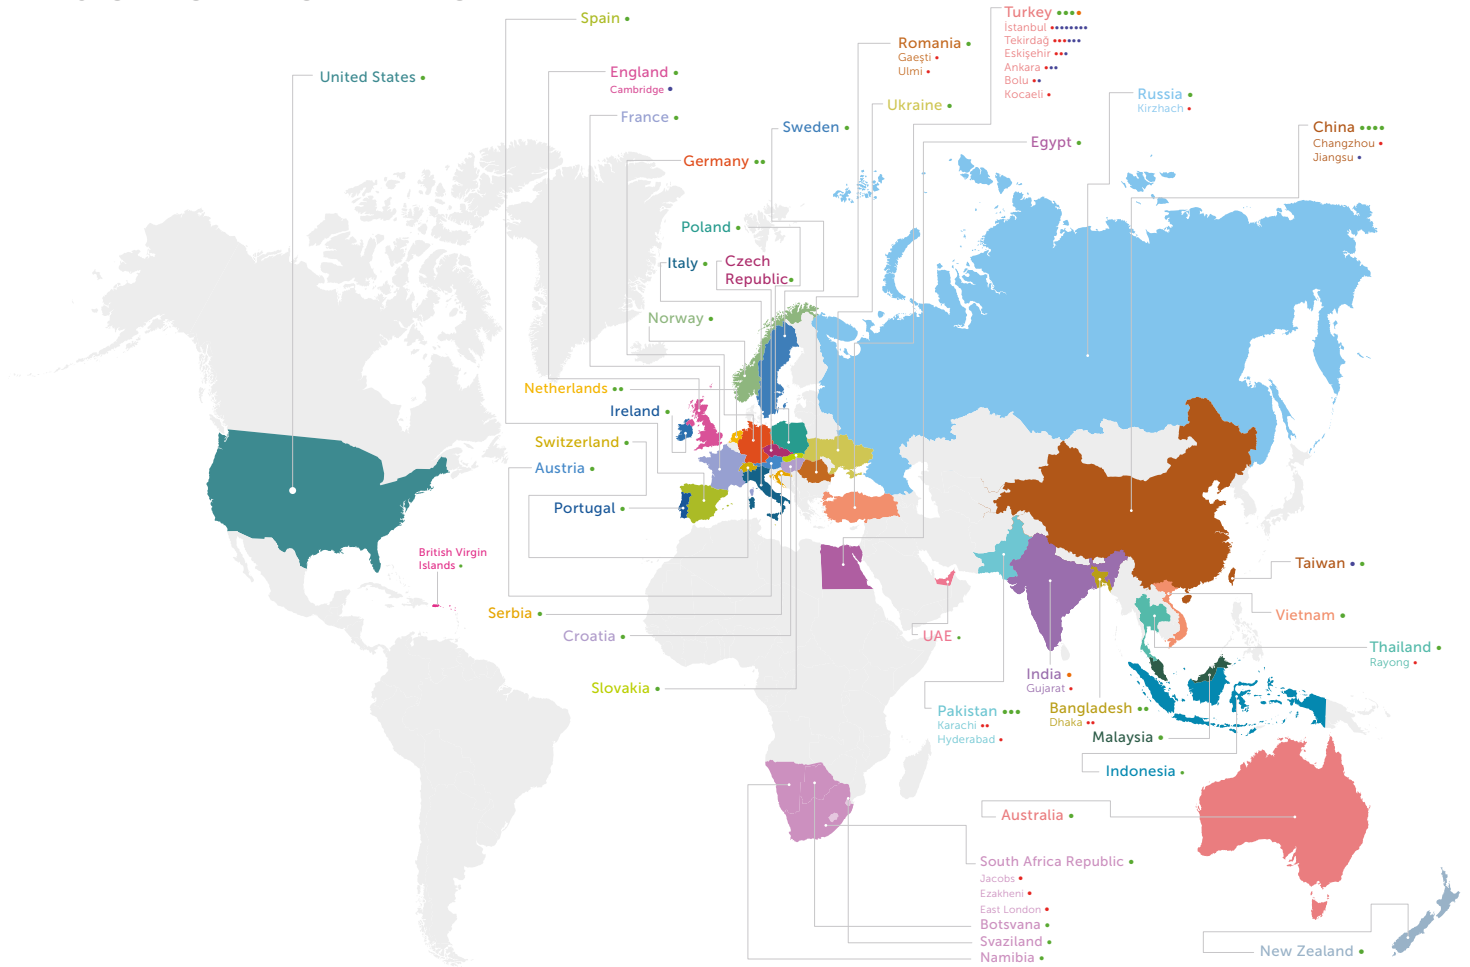 Spain
Turkey
İstanbul
Tekirdağ
Eskişehir
Ankara
Bolu
Kocaeli
Romania
Gaeşti
Ulmi
United States
England
Cambridge
Ukraine
Russia
Kirzhach
France
Sweden
China
Changzhou
Jiangsu
Egypt
Germany
Poland
Italy
Czech
Republic
Norway
Netherlands
Ireland
Switzerland
Austria
Portugal
British Virgin
Islands
Taiwan
Serbia
Vietnam
Croatia
UAE
Thailand
Rayong
India
Gujarat
Slovakia
Pakistan
Karachi
Hyderabad
Bangladesh
Dhaka
Malaysia
Indonesia
Australia
South Africa Republic
Jacobs
Ezakheni
East London
Botsvana
Svaziland
Namibia
New Zealand